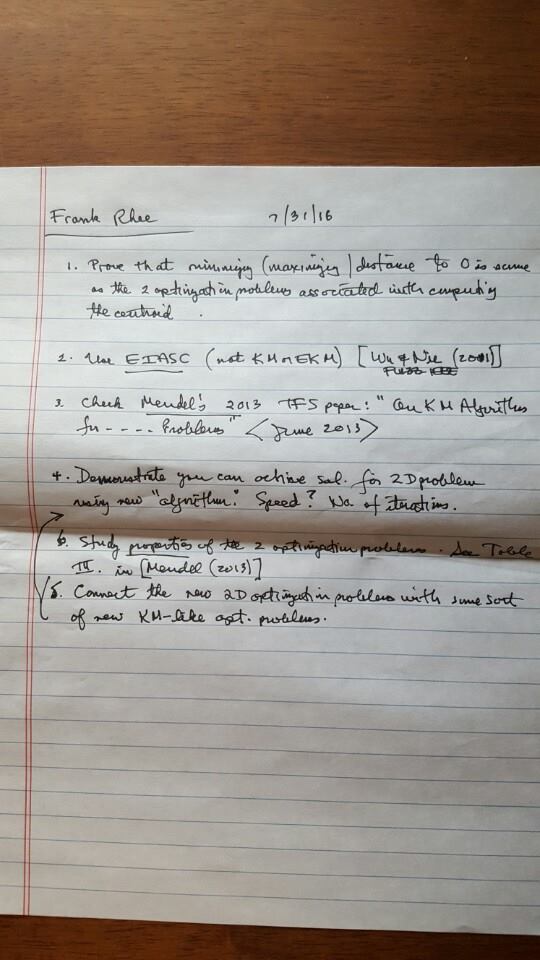 Frank Rhee 7/31/16
1. Prove that minimizing (maximizing) distance to 0 is same
as the 2 optimization problems associated with computing
the centroid.
2. Use EIASC (not KM or EKM) [Wu & Nie (2011)]
FUZZ IEEE
3. Check Mendel's 2013 TFS paper: "On KM Algorithms
for ---- Problems" <June 2013>
4. Demonstrate you can achieve sol. for 2D problem
using new "algorithm." Speed? No. of iterations.
6. Study properties of the 2 optimization problems. See Table
IV. in [Mendel (2013)]
5. Connect the new 2D optimization problems with some sort
of new KM-like opt. problems.